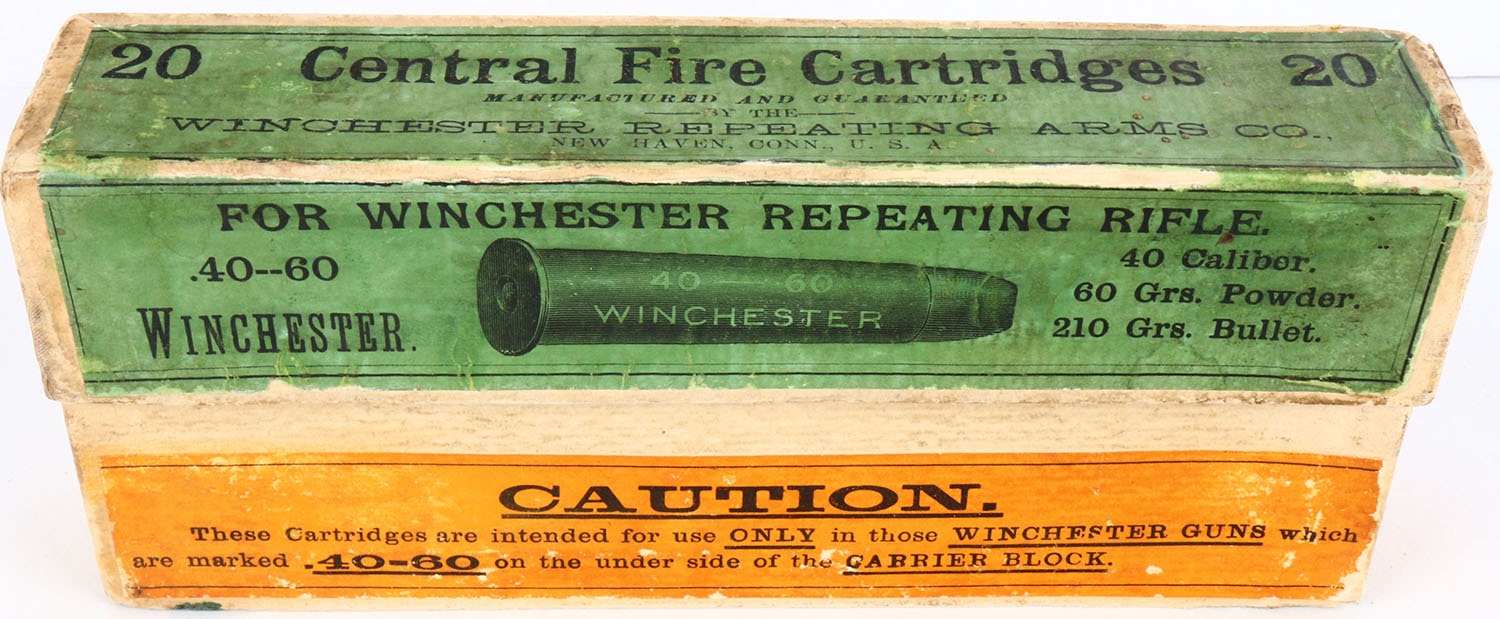 20 Central Fire Cartridges 20
MANUFACTURED AND GUARANTEED
BY THE
WINCHESTER REPEATING ARMS CO.,
NEW HAVEN, CONN., U. S. A.
FOR WINCHESTER REPEATING RIFLE.
.40--60
WINCHESTER.
40 — 60
WINCHESTER
40 Caliber.
60 Grs. Powder.
210 Grs. Bullet.
CAUTION.
These Cartridges are intended for use ONLY in those WINCHESTER GUNS which
are marked .40-60 on the under side of the CARRIER BLOCK.